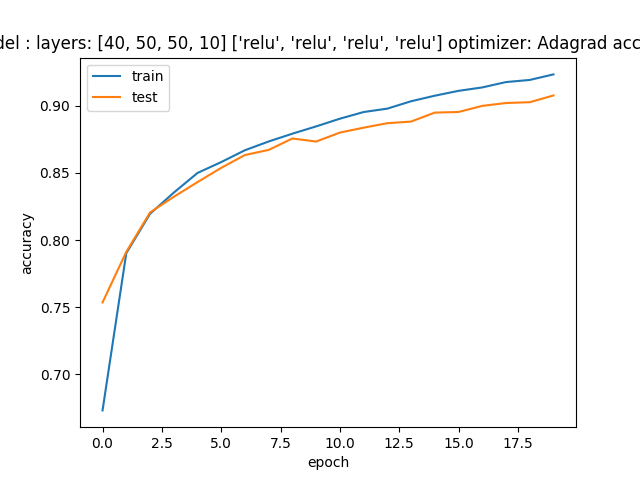 : layers: [40, 50, 50, 10] ['relu', 'relu', 'relu', 'relu'] optimizer: Adagrad
train
test
0.90
0.85
0.80
0.75
0.70
accuracy
0.0 2.5 5.0 7.5 10.0 12.5 15.0 17.5
epoch